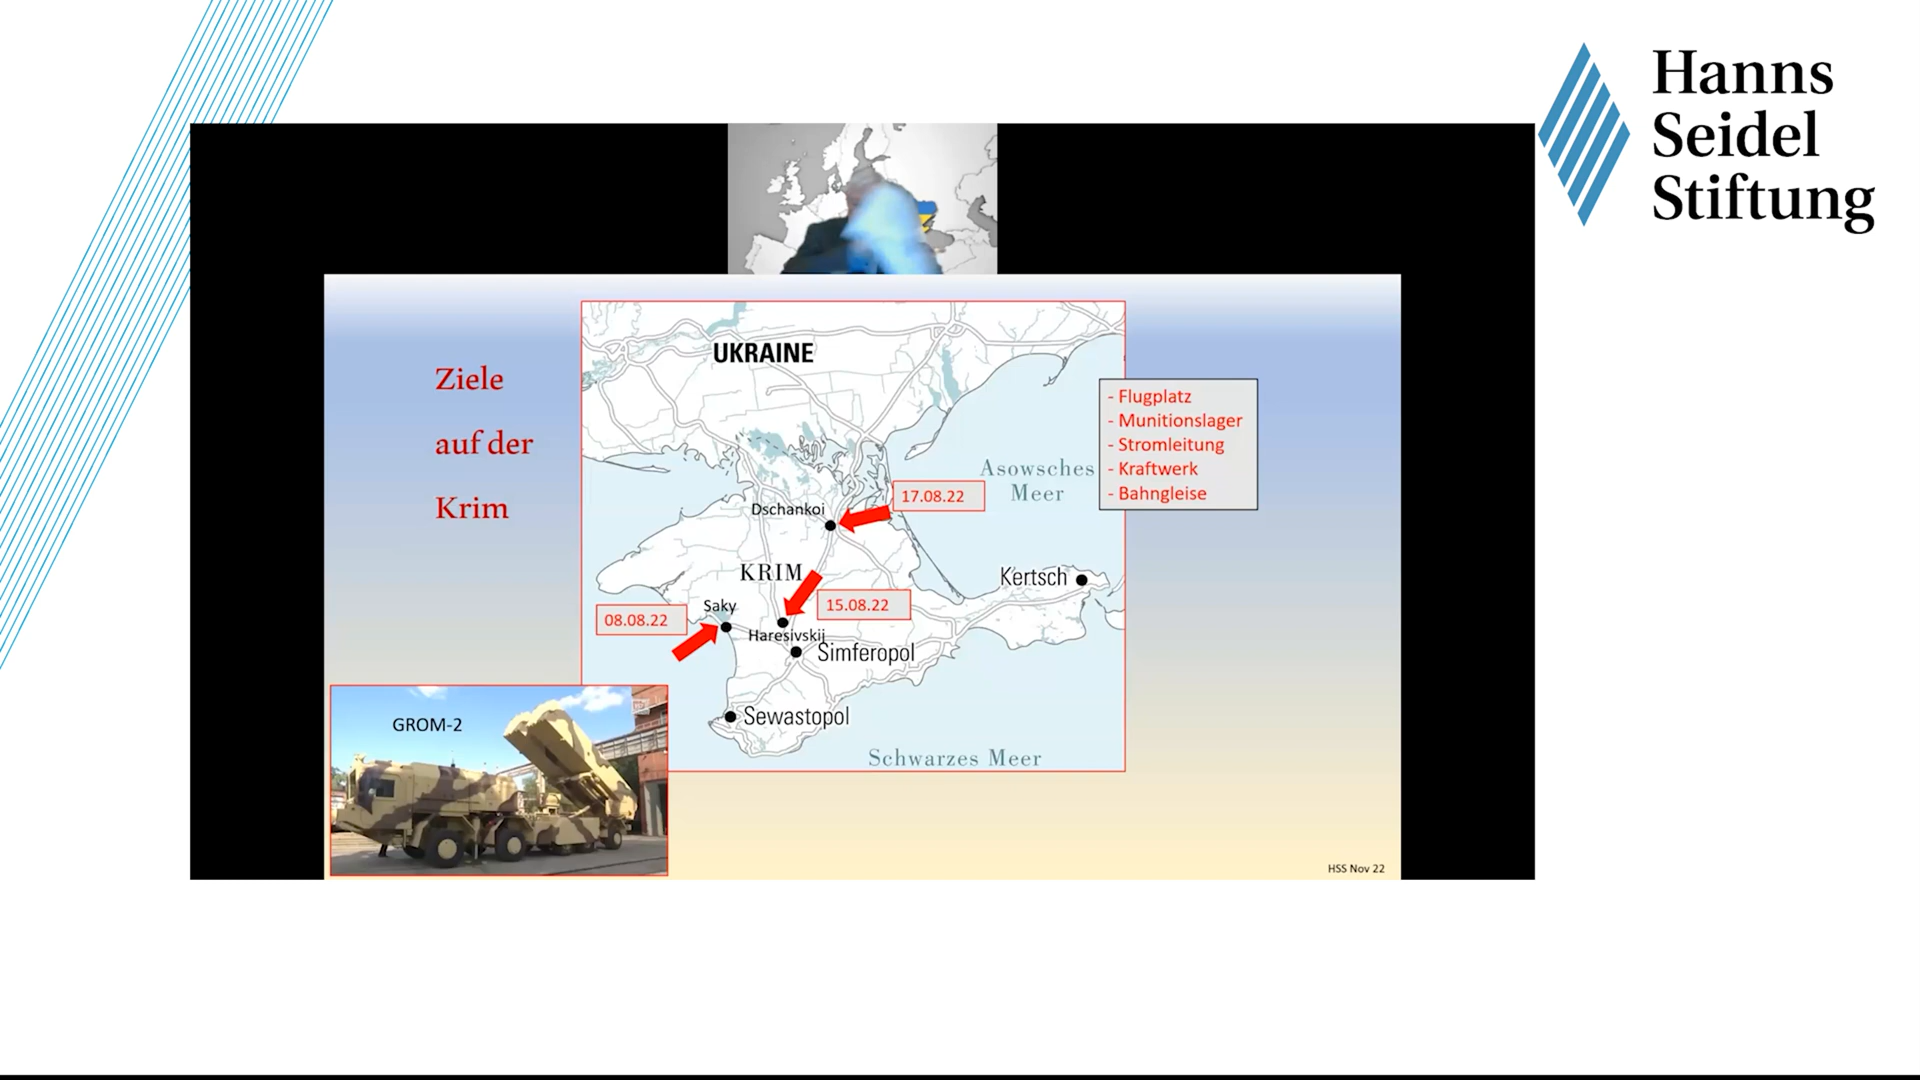 Hanns
Seidel
Stiftung
Ziele
auf der
Krim
UKRAINE
- Flugplatz
- Munitionslager
- Stromleitung
- Kraftwerk
- Bahngleise
Asowsches
Meer
17.08.22
Dschankoi
KRIM
Kertsch
Saky
15.08.22
08.08.22
Haresivskij
Simferopol
Sewastopol
Schwarzes Meer
GROM-2
HSS Nov 22